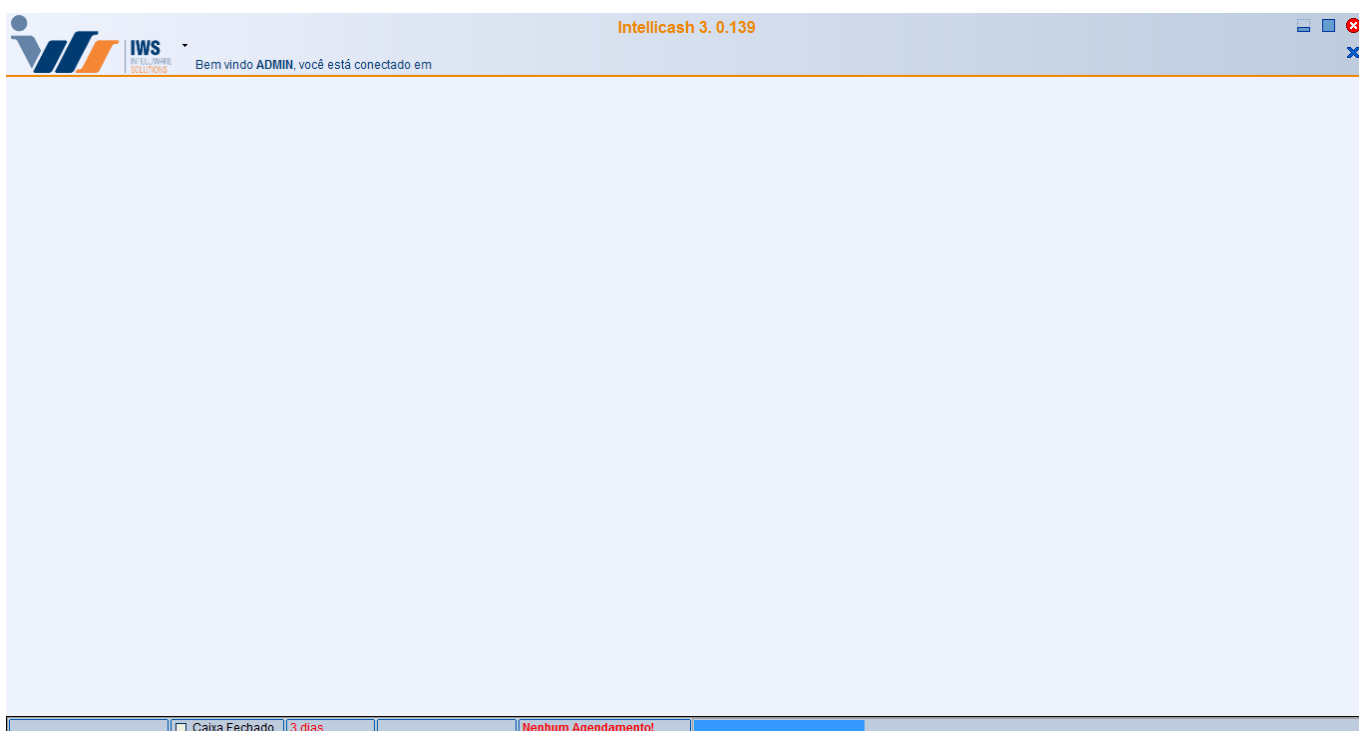 Intellicash 3. 0.139
IWS
INTELLIWARE
SOLUTIONS
Bem vindo ADMIN, você está conectado em
Caixa Fechado
3 dias
Nenhum Agendamento!